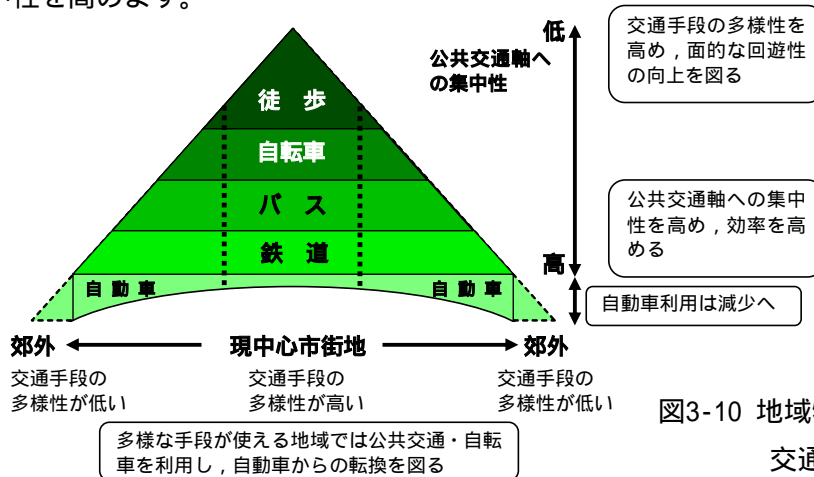 性を高めます。
低
公共交通軸へ
の集中性
交通手段の多様性を
高め，面的な回遊性
の向上を図る
徒 歩
自転車
バ ス
鉄 道
公共交通軸への集中
性を高め，効率を高
める
高
自 動 車
自 動 車
自動車利用は減少へ
郊外
現中心市街地
郊外
交通手段の
多様性が低い
交通手段の
多様性が高い
交通手段の
多様性が低い
多様な手段が使える地域では公共交通・自転
車を利用し，自動車からの転換を図る
図3-10 地域
交通